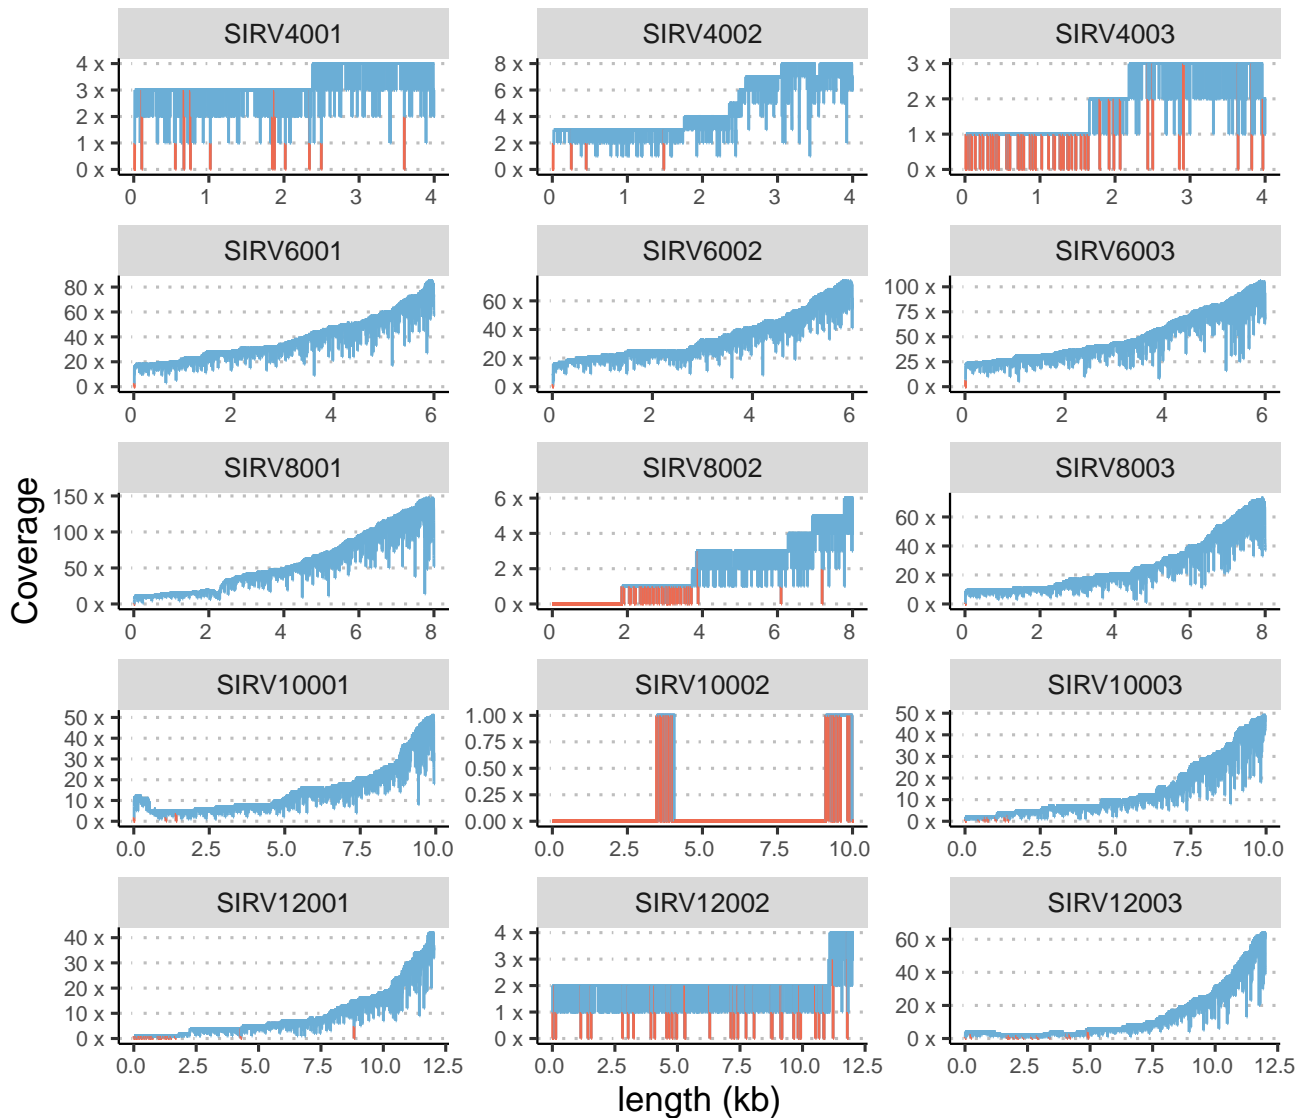 SIRV4001
SIRV4002
SIRV4003
4 x
3 x
2 x
1 x
0 x
0 1 2 3 4
8 x
6 x
4 x
2 x
0 x
0 1 2 3 4
3 x
2 x
1 x
0 x
0 1 2 3 4
SIRV6001
SIRV6002
SIRV6003
80 x
60 x
40 x
20 x
0 x
0 2 4 6
60 x
40 x
20 x
0 x
0 2 4 6
100 x
75 x
50 x
25 x
0 x
0 2 4 6
Coverage
SIRV8001
SIRV8002
SIRV8003
150 x
100 x
50 x
0 x
0 2 4 6 8
6 x
4 x
2 x
0 x
0 2 4 6 8
60 x
40 x
20 x
0 x
0 2 4 6 8
SIRV10001
SIRV10002
SIRV10003
50 x
40 x
30 x
20 x
10 x
0 x
0.0 2.5 5.0 7.5 10.0
1.00 x
0.75 x
0.50 x
0.25 x
0.00 x
0.0 2.5 5.0 7.5 10.0
50 x
40 x
30 x
20 x
10 x
0 x
0.0 2.5 5.0 7.5 10.0
SIRV12001
SIRV12002
SIRV12003
40 x
30 x
20 x
10 x
0 x
0.0 2.5 5.0 7.5 10.0 12.5
4 x
3 x
2 x
1 x
0 x
0.0 2.5 5.0 7.5 10.0 12.5
60 x
40 x
20 x
0 x
0.0 2.5 5.0 7.5 10.0 12.5
length (kb)